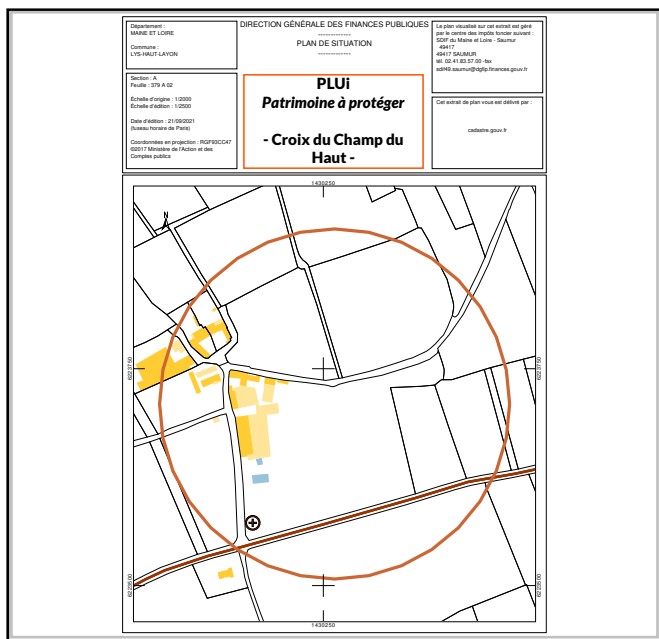 Département :
MAINE ET LOIRE
Commune :
LYS-HAUT-LAYON
Section : A
Feuille : 379 A 02
Échelle d'origine : 1/2000
Échelle d'édition : 1/2500
Date d'édition : 21/09/2021
(fuseau horaire de Paris)
Coordonnées en projection : RGF93CC47
©2017 Ministère de l'Action et des
Comptes publics
DIRECTION GÉNÉRALE DES FINANCES PUBLIQUES
-------------
PLAN DE SITUATION
-------------
PLUi
Patrimoine à protéger
- Croix du Champ du
Haut -
Le plan visualisé sur cet extrait est géré
par le centre des impôts foncier suivant :
SDIF du Maine et Loire - Saumur
49417
49417 SAUMUR
tél. 02.41.83.57.00 -fax
sdif49.saumur@dgfip.finances.gouv.fr
Cet extrait de plan vous est délivré par :
cadastre.gouv.fr
1430250
N
6223750
6223750
6223500
6223500
1430250